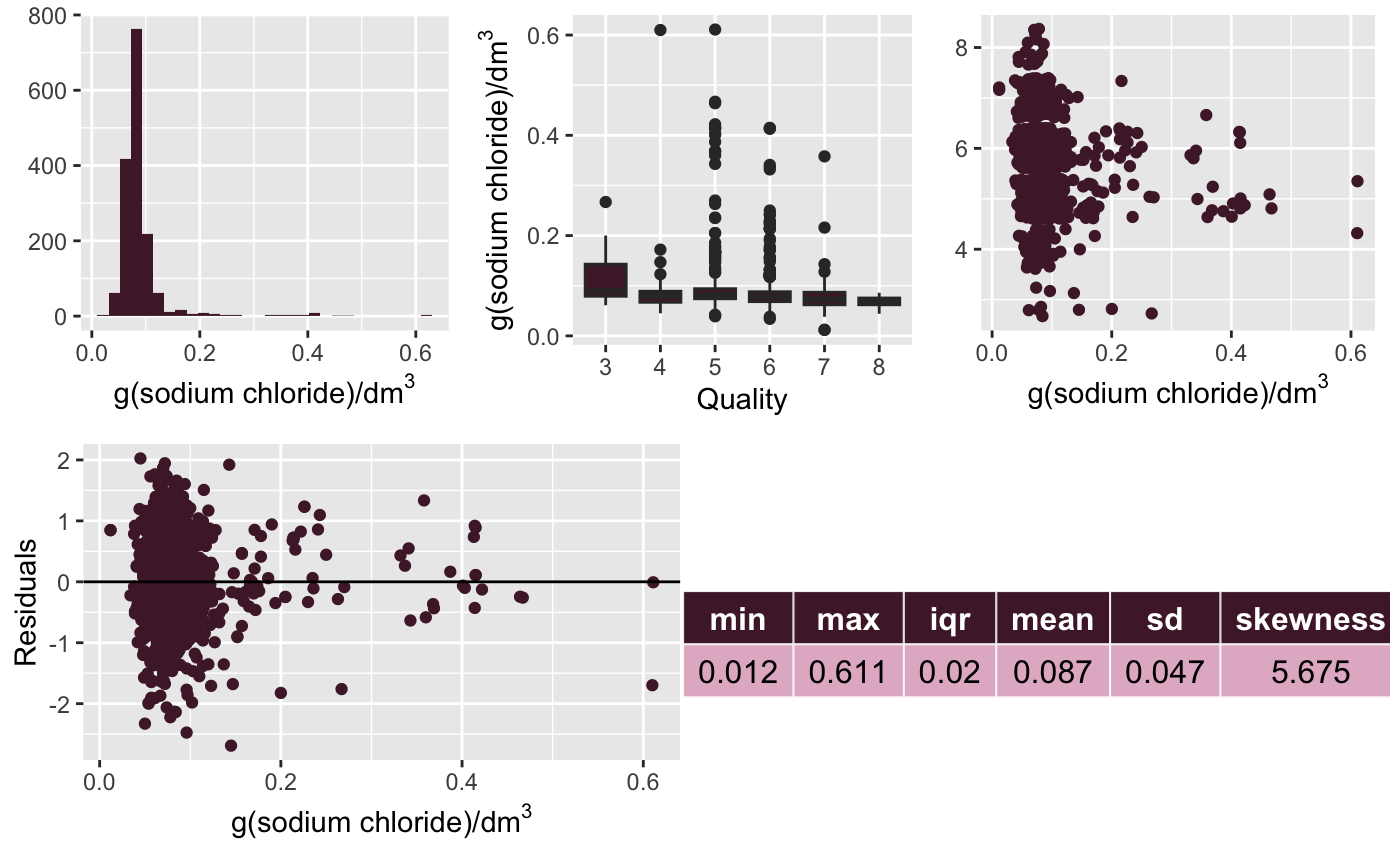 800
600
400
200
0
0.0 0.2 0.4 0.6
g(sodium chloride)/dm³
g(sodium chloride)/dm³
0.6
0.4
0.2
0.0
3 4 5 6 7 8
Quality
8
6
4
0.0 0.2 0.4 0.6
g(sodium chloride)/dm³
Residuals
2
1
0
-1
-2
0.0 0.2 0.4 0.6
g(sodium chloride)/dm³
min max iqr mean sd skewness
0.012 0.611 0.02 0.087 0.047 5.675